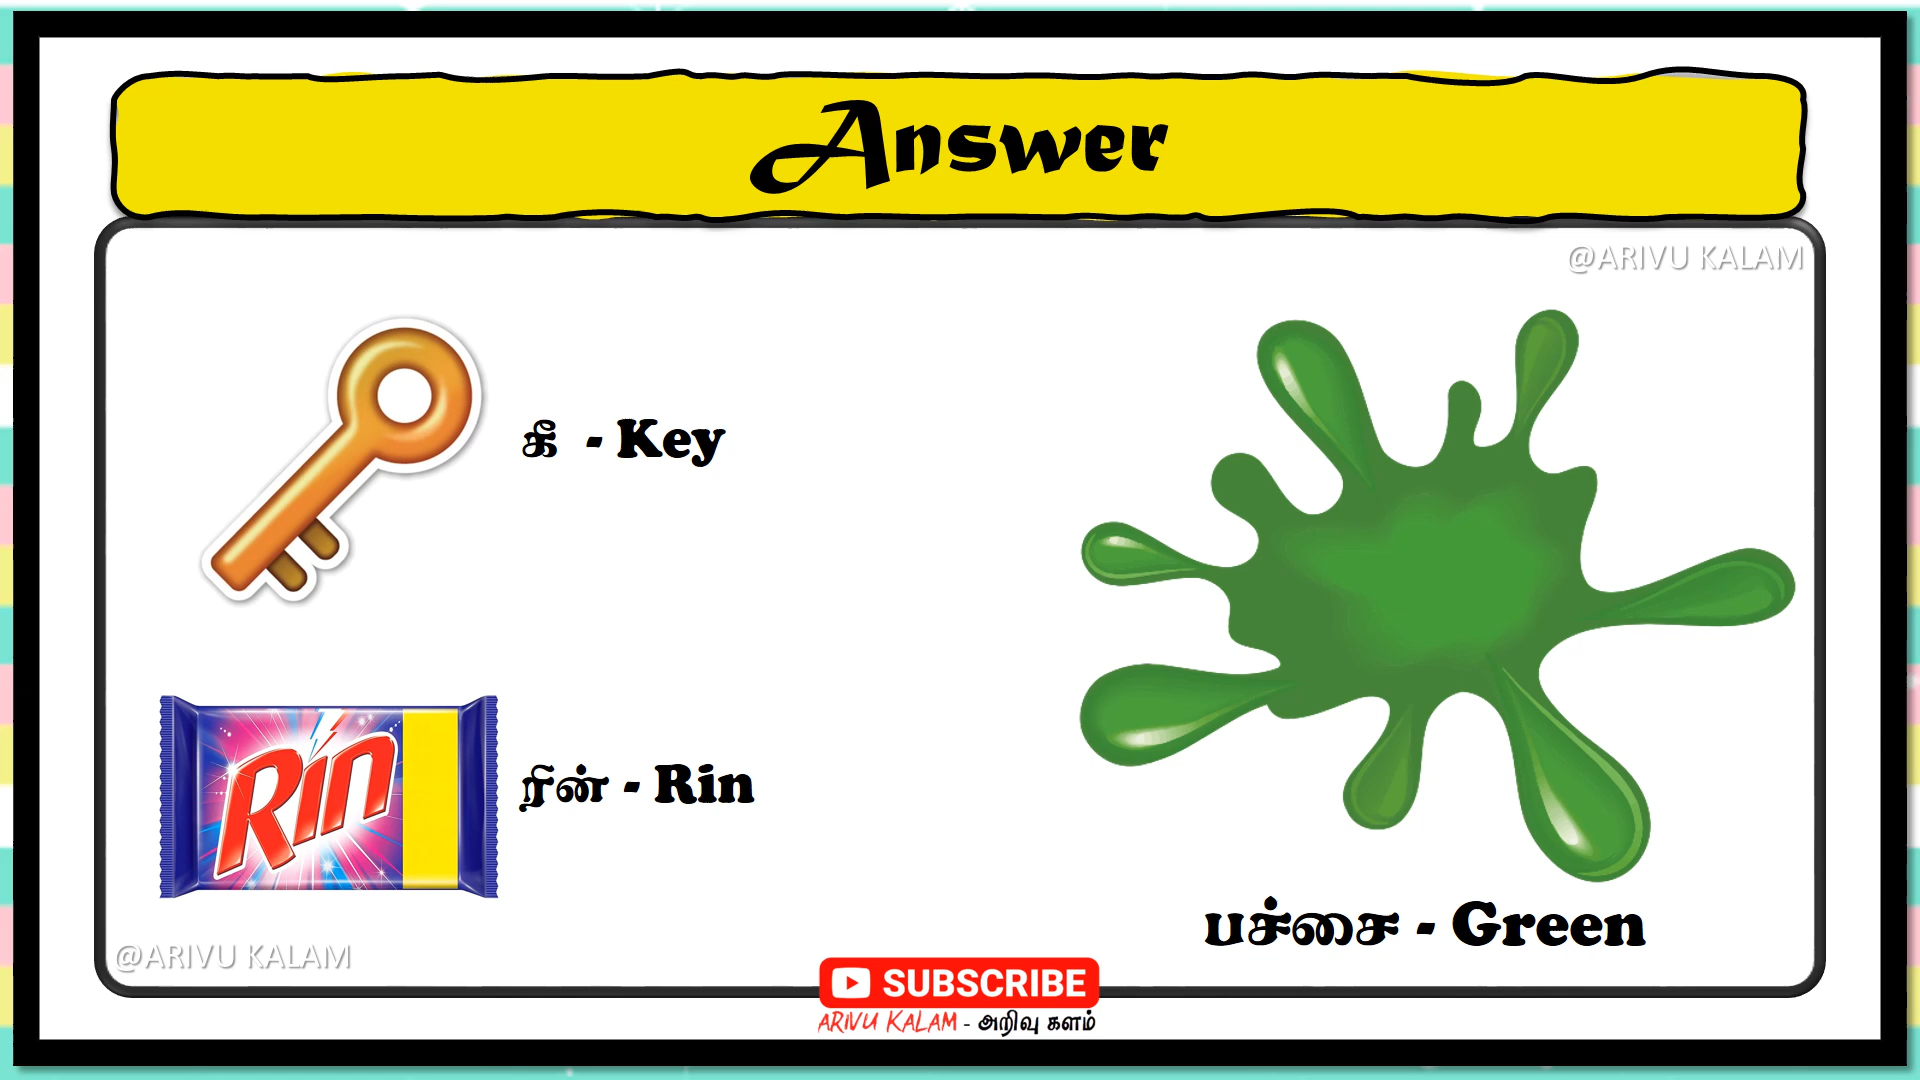 Answer
@ARIVU KALAM
கீ - Key
Rin
ரின் - Rin
பச்சை - Green
@ARIVU KALAM
SUBSCRIBE
ARIVU KALAM - அறிவு களம்